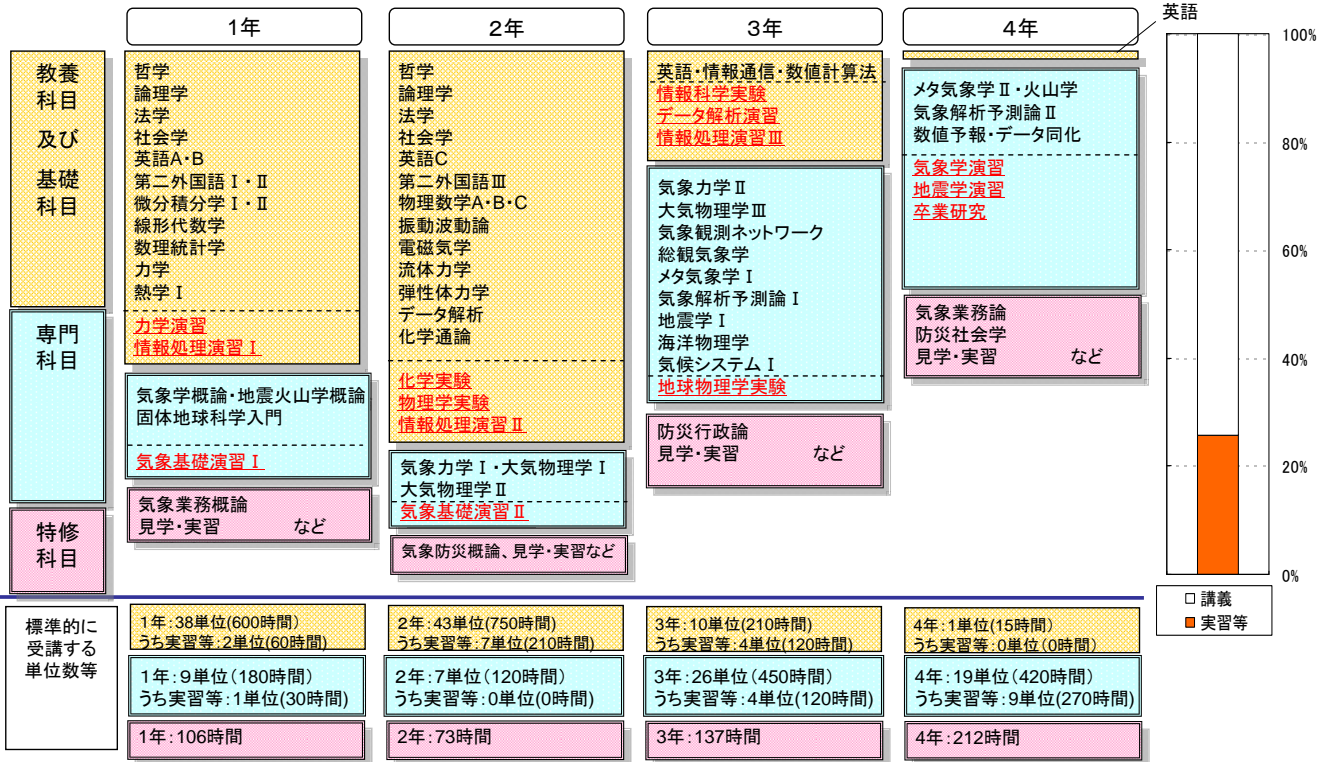 1年
2年
3年
4年
英語
教養
科目
及び
基礎
科目
専門
科目
特修
科目
哲学
論理学
法学
社会学
英語A・B
第二外国語Ⅰ・Ⅱ
微分積分学Ⅰ・Ⅱ
線形代数学
数理統計学
力学
熱学Ⅰ
力学演習
情報処理演習Ⅰ
気象学概論・地震火山学概論
固体地球科学入門
気象基礎演習Ⅰ
気象業務概論
見学・実習 など
哲学
論理学
法学
社会学
英語C
第二外国語Ⅲ
物理数学A・B・C
振動波動論
電磁気学
流体力学
弾性体力学
データ解析
化学通論
化学実験
物理学実験
情報処理演習Ⅱ
気象力学Ⅰ・大気物理学Ⅰ
大気物理学Ⅱ
気象基礎演習Ⅱ
気象防災概論、見学・実習など
英語・情報通信・数値計算法
情報科学実験
データ解析演習
情報処理演習Ⅲ
気象力学Ⅱ
大気物理学Ⅲ
気象観測ネットワーク
総観気象学
メタ気象学Ⅰ
気象解析予測論Ⅰ
地震学Ⅰ
海洋物理学
気候システムⅠ
地球物理学実験
防災行政論
見学・実習 など
メタ気象学Ⅱ・火山学
気象解析予測論Ⅱ
数値予報・データ同化
気象学演習
地震学演習
卒業研究
気象業務論
防災社会学
見学・実習 など
100%
80%
60%
40%
20%
0%
講義
実習等
標準的に
受講する
単位数等
1年:38単位(600時間)
うち実習等:2単位(60時間)
2年:43単位(750時間)
うち実習等:7単位(210時間)
3年:10単位(210時間)
うち実習等:4単位(120時間)
4年:1単位(15時間)
うち実習等:0単位(0時間)
1年:9単位(180時間)
うち実習等:1単位(30時間)
2年:7単位(120時間)
うち実習等:0単位(0時間)
3年:26単位(450時間)
うち実習等:4単位(120時間)
4年:19単位(420時間)
うち実習等:9単位(270時間)
1年:106時間
2年:73時間
3年:137時間
4年:212時間